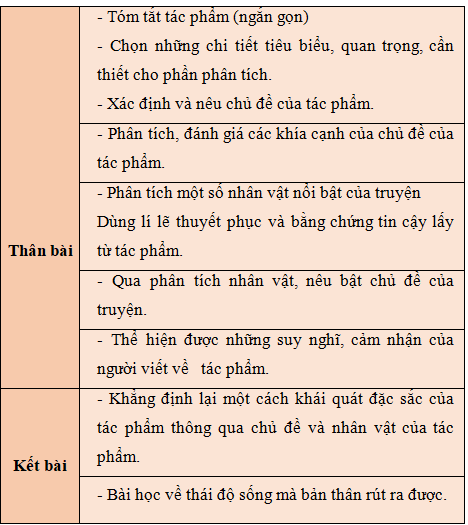 - Tóm tắt tác phẩm (ngắn gọn)
- Chọn những chi tiết tiêu biểu, quan trọng, cần
thiết cho phần phân tích.
- Xác định và nêu chủ đề của tác phẩm.
- Phân tích, đánh giá các khía cạnh của chủ đề của
tác phẩm.
Thân bài
- Phân tích một số nhân vật nổi bật của truyện
Dùng lí lẽ thuyết phục và bằng chứng tin cậy lấy
từ tác phẩm.
- Qua phân tích nhân vật, nêu bật chủ đề của
truyện.
- Thể hiện được những suy nghĩ, cảm nhận của
người viết về tác phẩm.
Kết bài
- Khẳng định lại một cách khái quát đặc sắc của
tác phẩm thông qua chủ đề và nhân vật của tác
phẩm.
- Bài học về thái độ sống mà bản thân rút ra được.